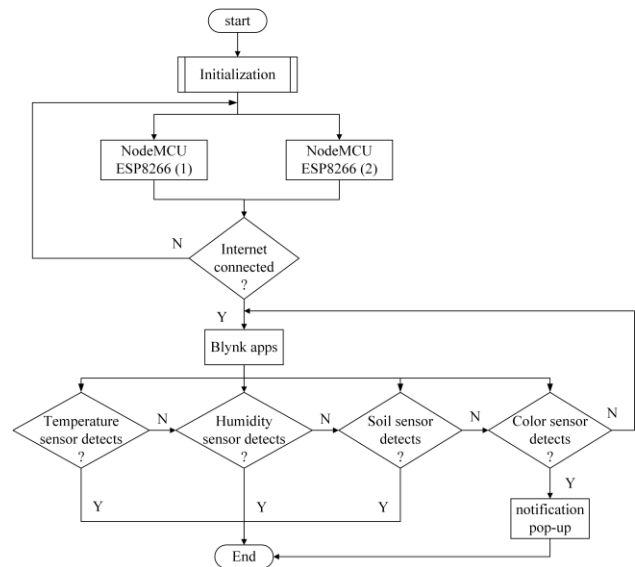 start
Initialization
NodeMCU
ESP8266 (1)
NodeMCU
ESP8266 (2)
N
Internet
connected
?
Y
Blynk apps
Temperature
sensor detects
?
N
Humidity
sensor detects
?
N
Soil sensor
detects
?
N
Color sensor
detects
?
N
Y
Y
Y
Y
notification
pop-up
End